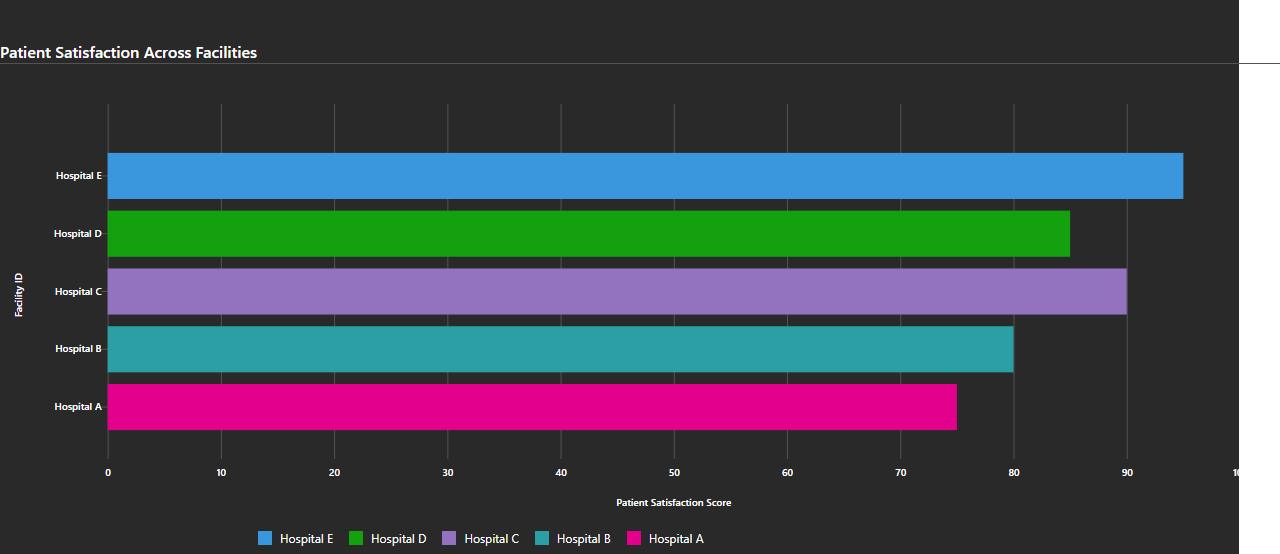 Patient Satisfaction Across Facilities
Hospital E
Hospital D
Hospital C
Hospital B
Hospital A
Facility ID
0 10 20 30 40 50 60 70 80 90
Patient Satisfaction Score
Hospital E Hospital D Hospital C Hospital B Hospital A